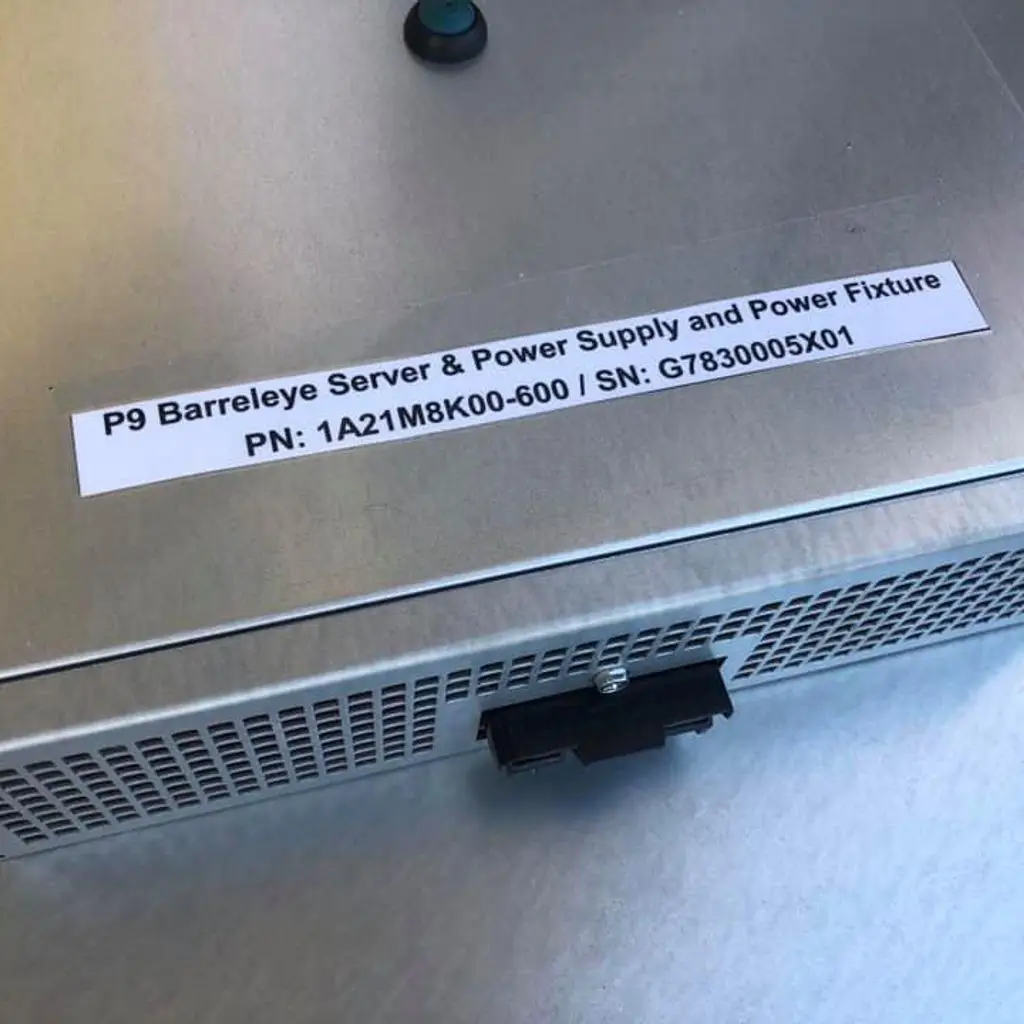 P9 Barreleye Server & Power Supply and Power Fixture
PN: 1A21M8K00-600 / SN: G7830005X01